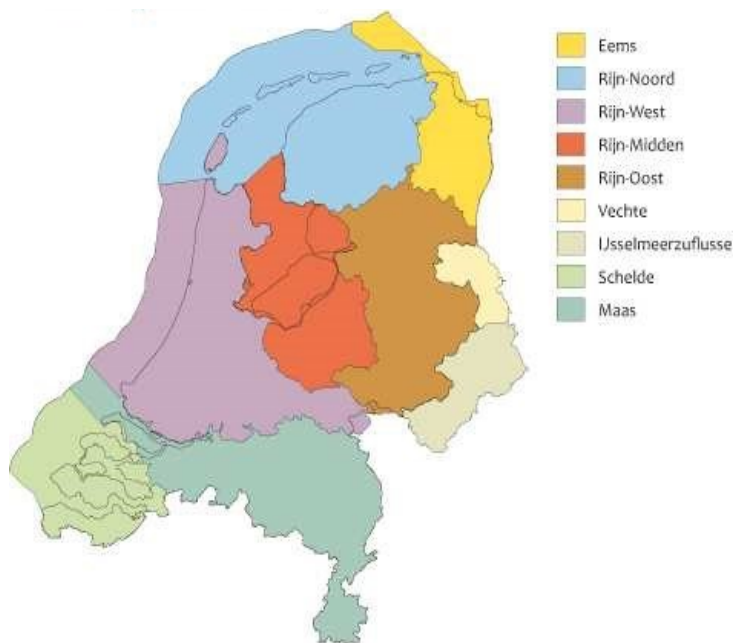 Eems
Rijn-Noord
Rijn-West
Rijn-Midden
Rijn-Oost
Vechte
IJsselmeerzuflusse
Schelde
Maas